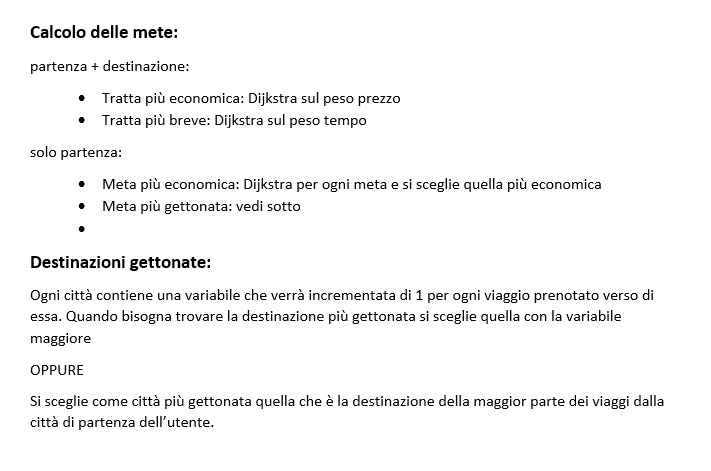 Calcolo delle mete:
partenza + destinazione:
• Tratta più economica: Dijkstra sul peso prezzo
• Tratta più breve: Dijkstra sul peso tempo
solo partenza:
• Meta più economica: Dijkstra per ogni meta e si sceglie quella più economica
• Meta più gettonata: vedi sotto
•
Destinazioni gettonate:
Ogni città contiene una variabile che verrà incrementata di 1 per ogni viaggio prenotato verso di
essa. Quando bisogna trovare la destinazione più gettonata si sceglie quella con la variabile
maggiore
OPPURE
Si sceglie come città più gettonata quella che è la destinazione della maggior parte dei viaggi dalla
città di partenza dell’utente.